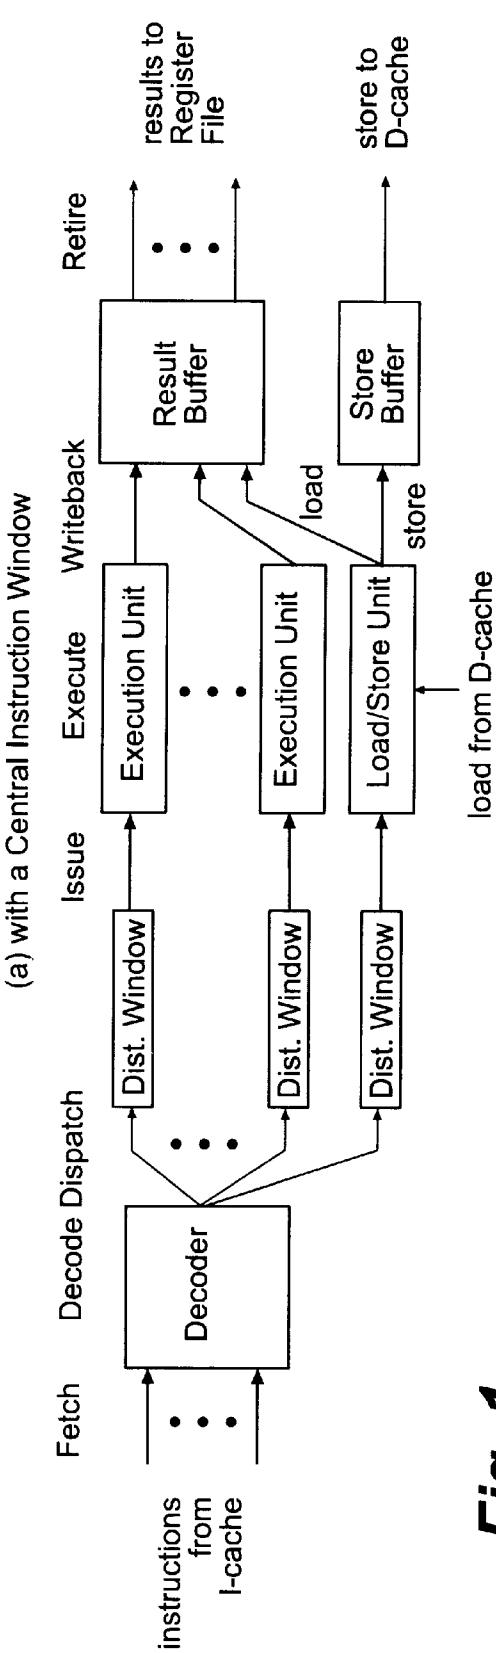 (a) with a Central Instruction Window
Fetch
Decode
Dispatch
Issue
Execute
Writeback
Retire
instructions
from
I-cache
Decoder
Dist. Window
Dist. Window
Dist. Window
Execution Unit
Execution Unit
Load/Store Unit
load from D-cache
load
store
Result
Buffer
Store
Buffer
results to
Register
File
store to
D-cache